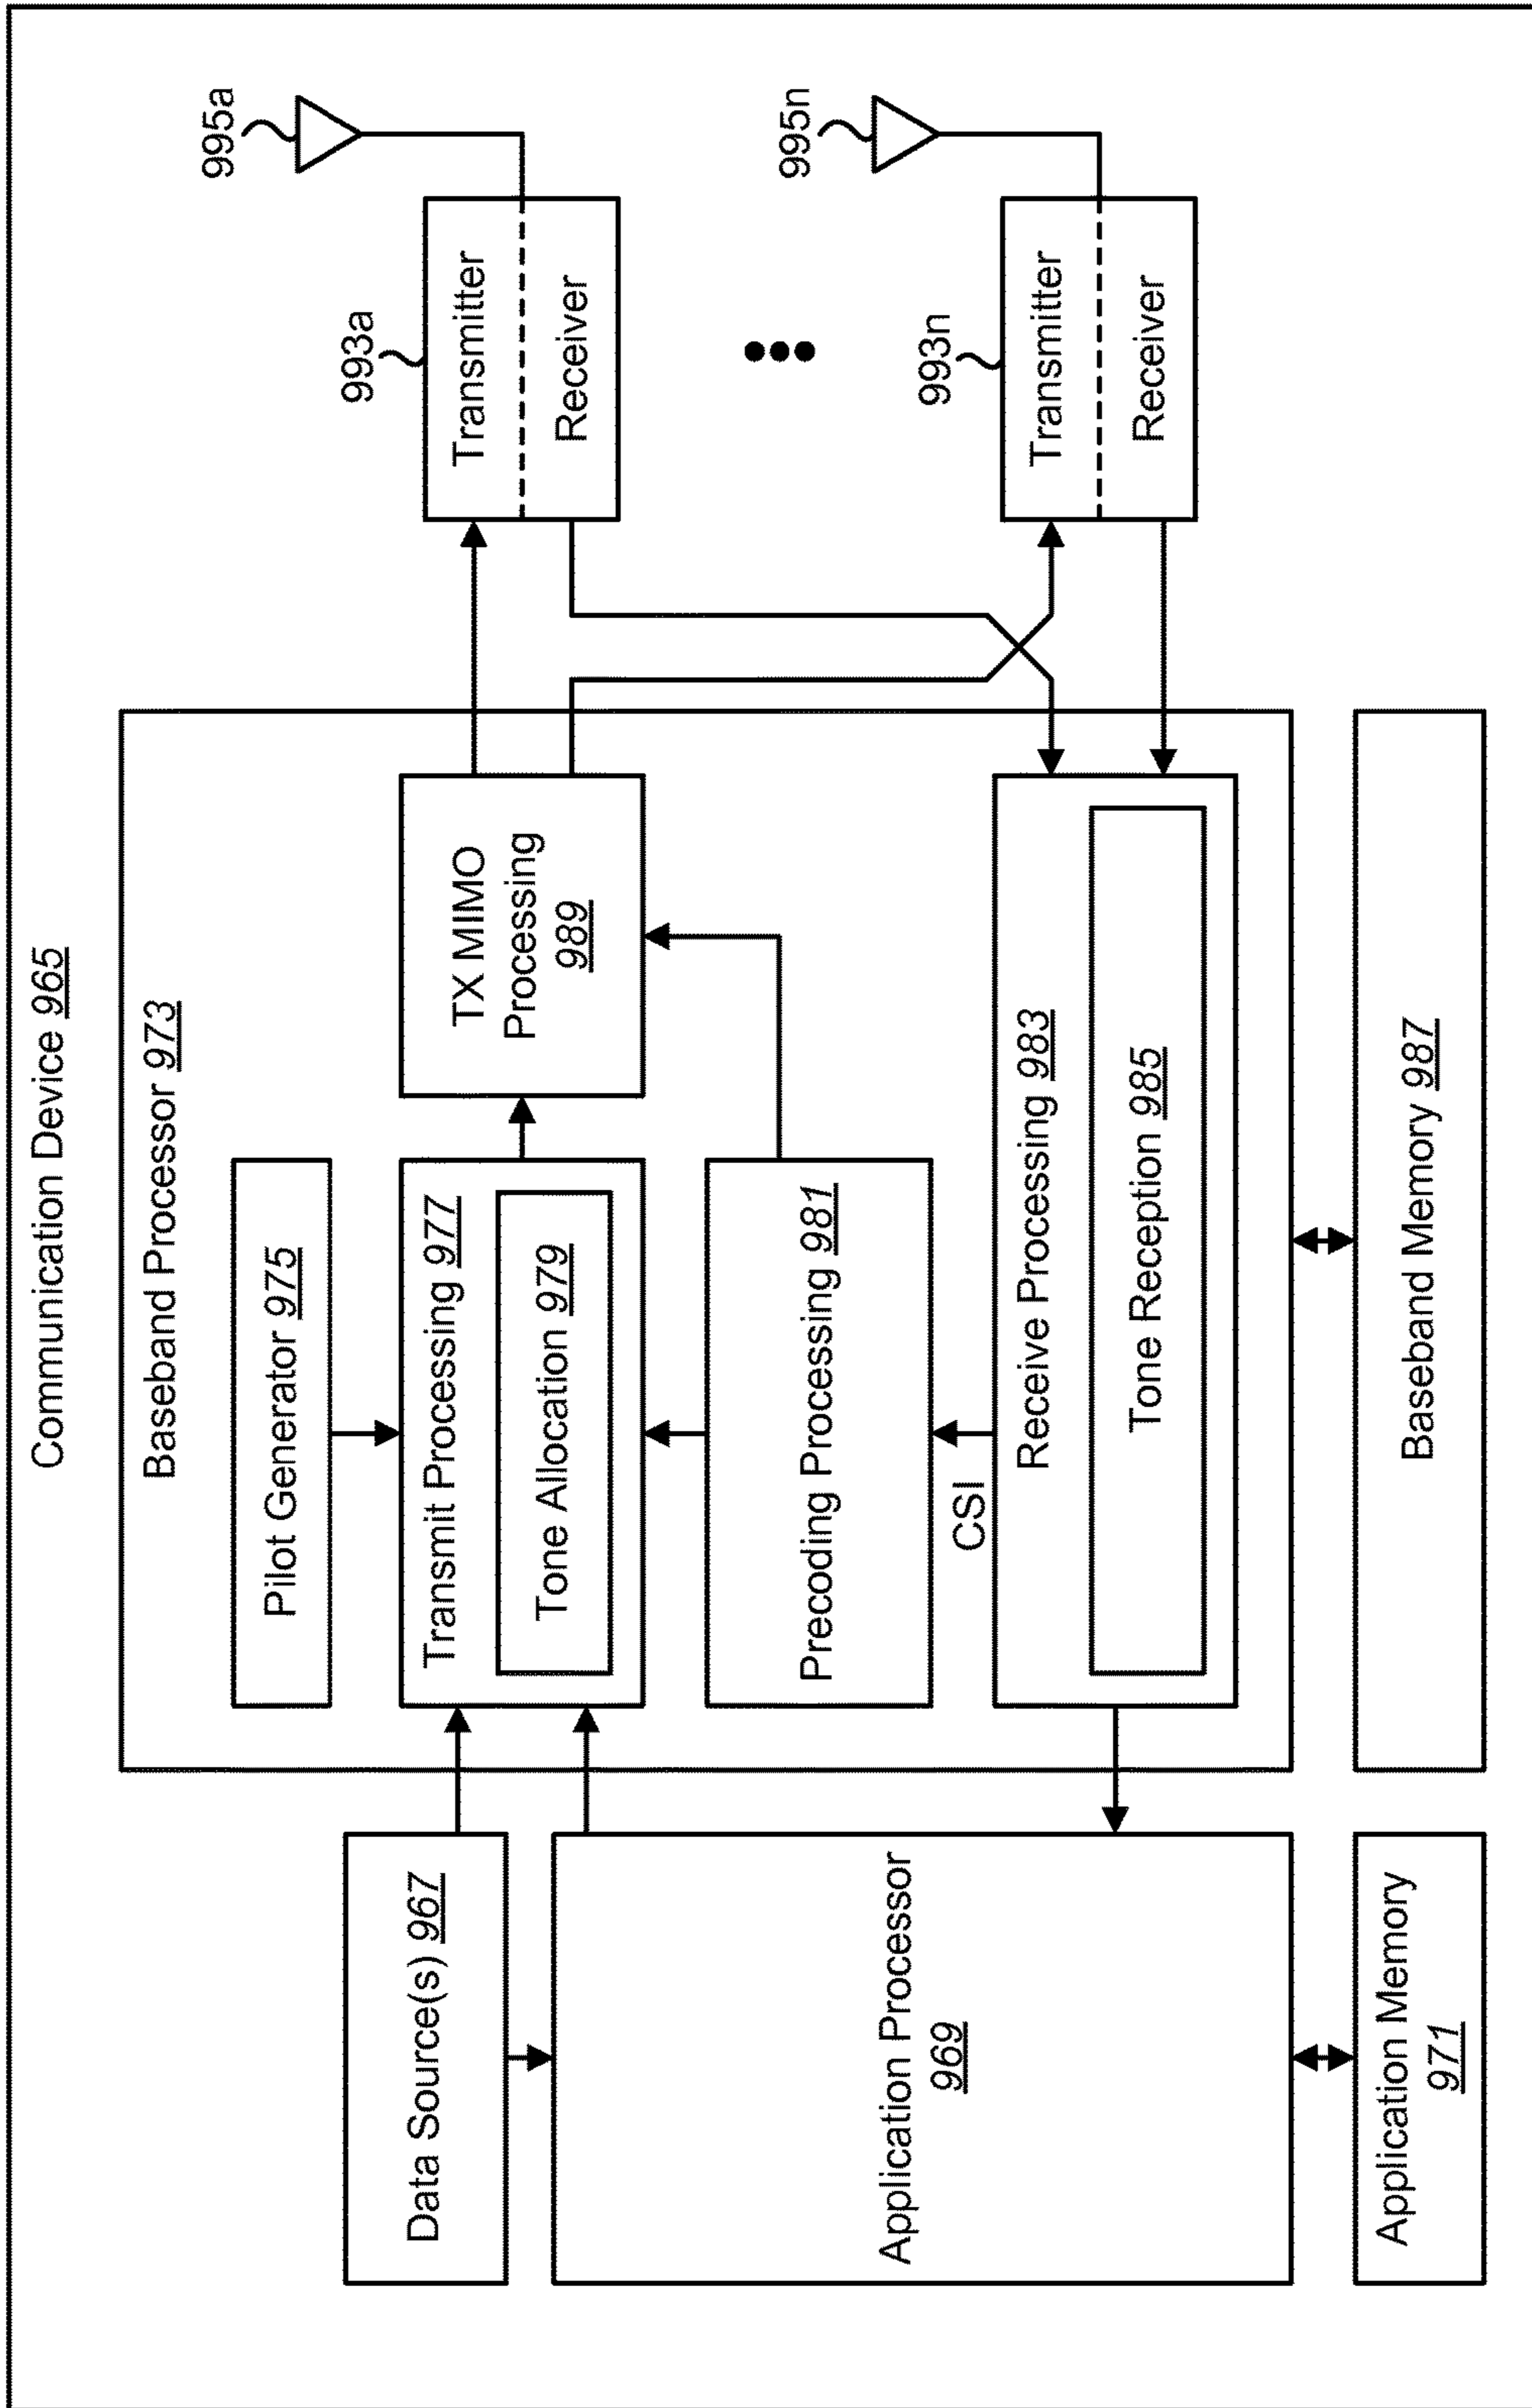 Communication Device 965
Data Source(s) 967
Application Processor
969
Application Memory
971
Baseband Processor 973
Pilot Generator 975
Transmit Processing 977
Tone Allocation 979
TX MIMO
Processing
989
Precoding Processing 981
CSI
Receive Processing 983
Tone Reception 985
Baseband Memory 987
993a
Transmitter
Receiver
995a
993n
Transmitter
Receiver
995n